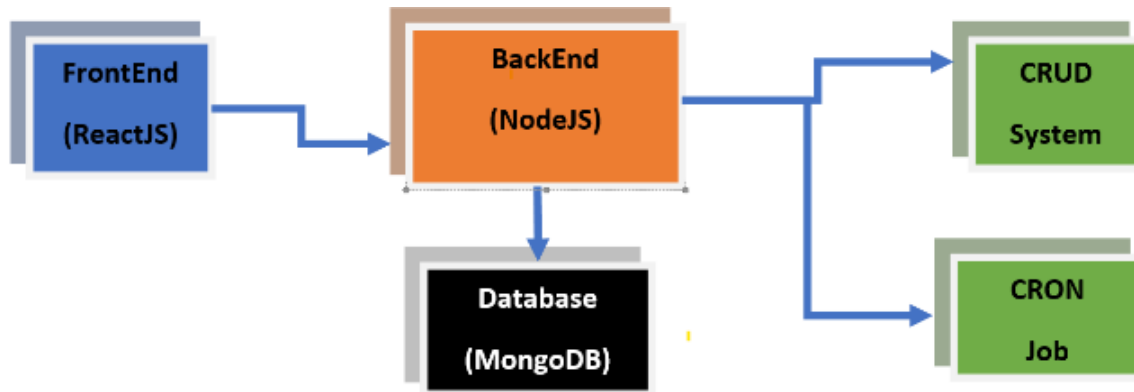 FrontEnd
(ReactJS)
BackEnd
(NodeJS)
CRUD
System
Database
(MongoDB)
CRON
Job